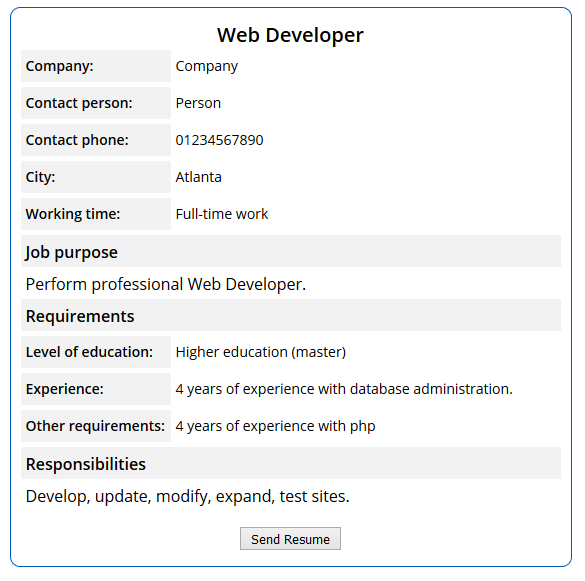 Web Developer
Company: Company
Contact person: Person
Contact phone: 01234567890
City: Atlanta
Working time: Full-time work
Job purpose
Perform professional Web Developer.
Requirements
Level of education: Higher education (master)
Experience: 4 years of experience with database administration.
Other requirements: 4 years of experience with php
Responsibilities
Develop, update, modify, expand, test sites.
Send Resume